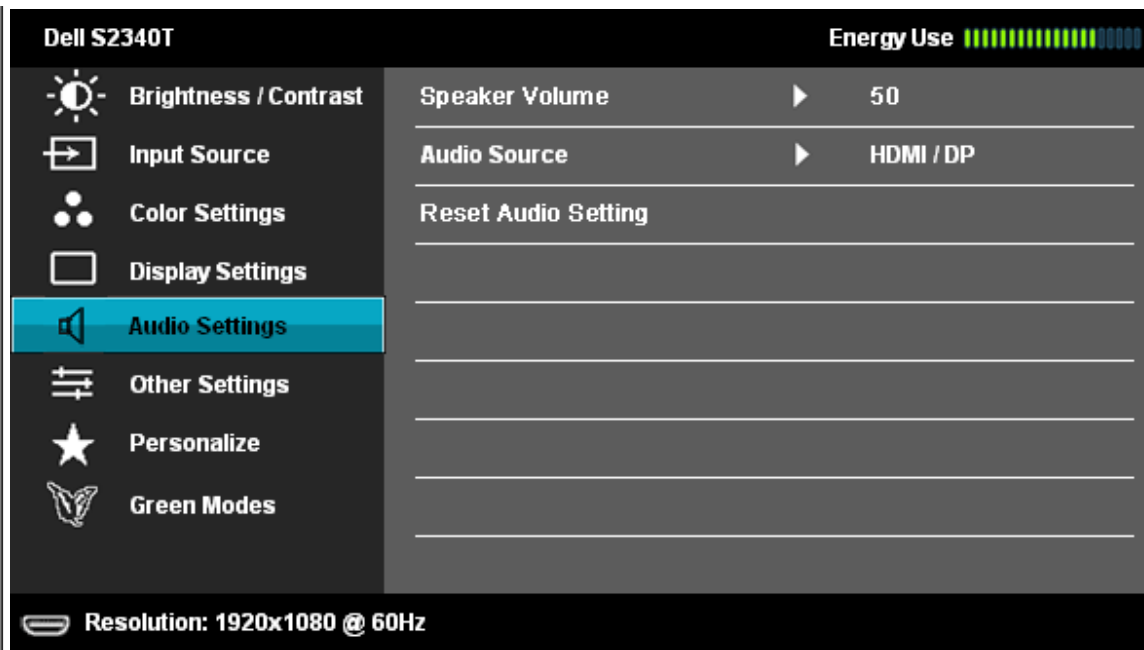 Dell S2340T
Energy Use
Brightness / Contrast
Input Source
Color Settings
Display Settings
Audio Settings
Other Settings
Personalize
Green Modes
Speaker Volume 50
Audio Source HDMI / DP
Reset Audio Setting
Resolution: 1920x1080 @ 60Hz